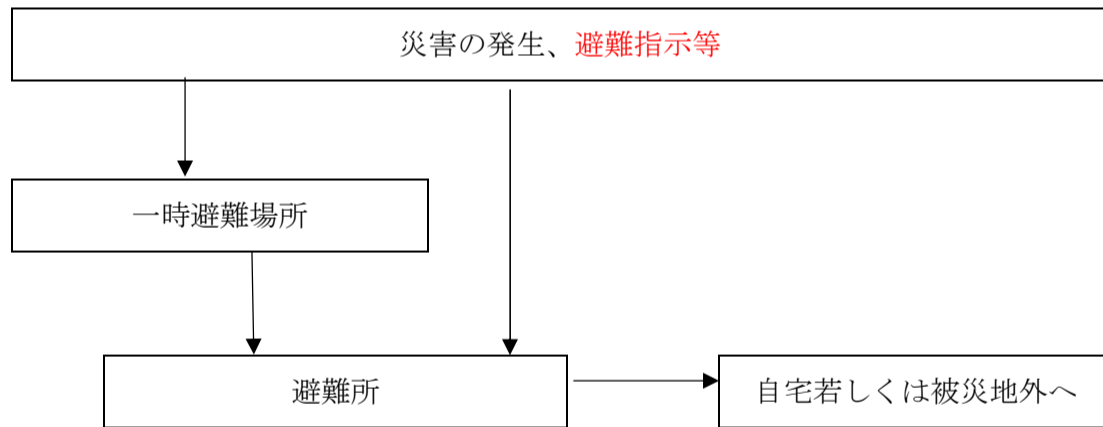 災害の発生、避難指示等
一時避難場所
避難所
自宅若しくは被災地外へ